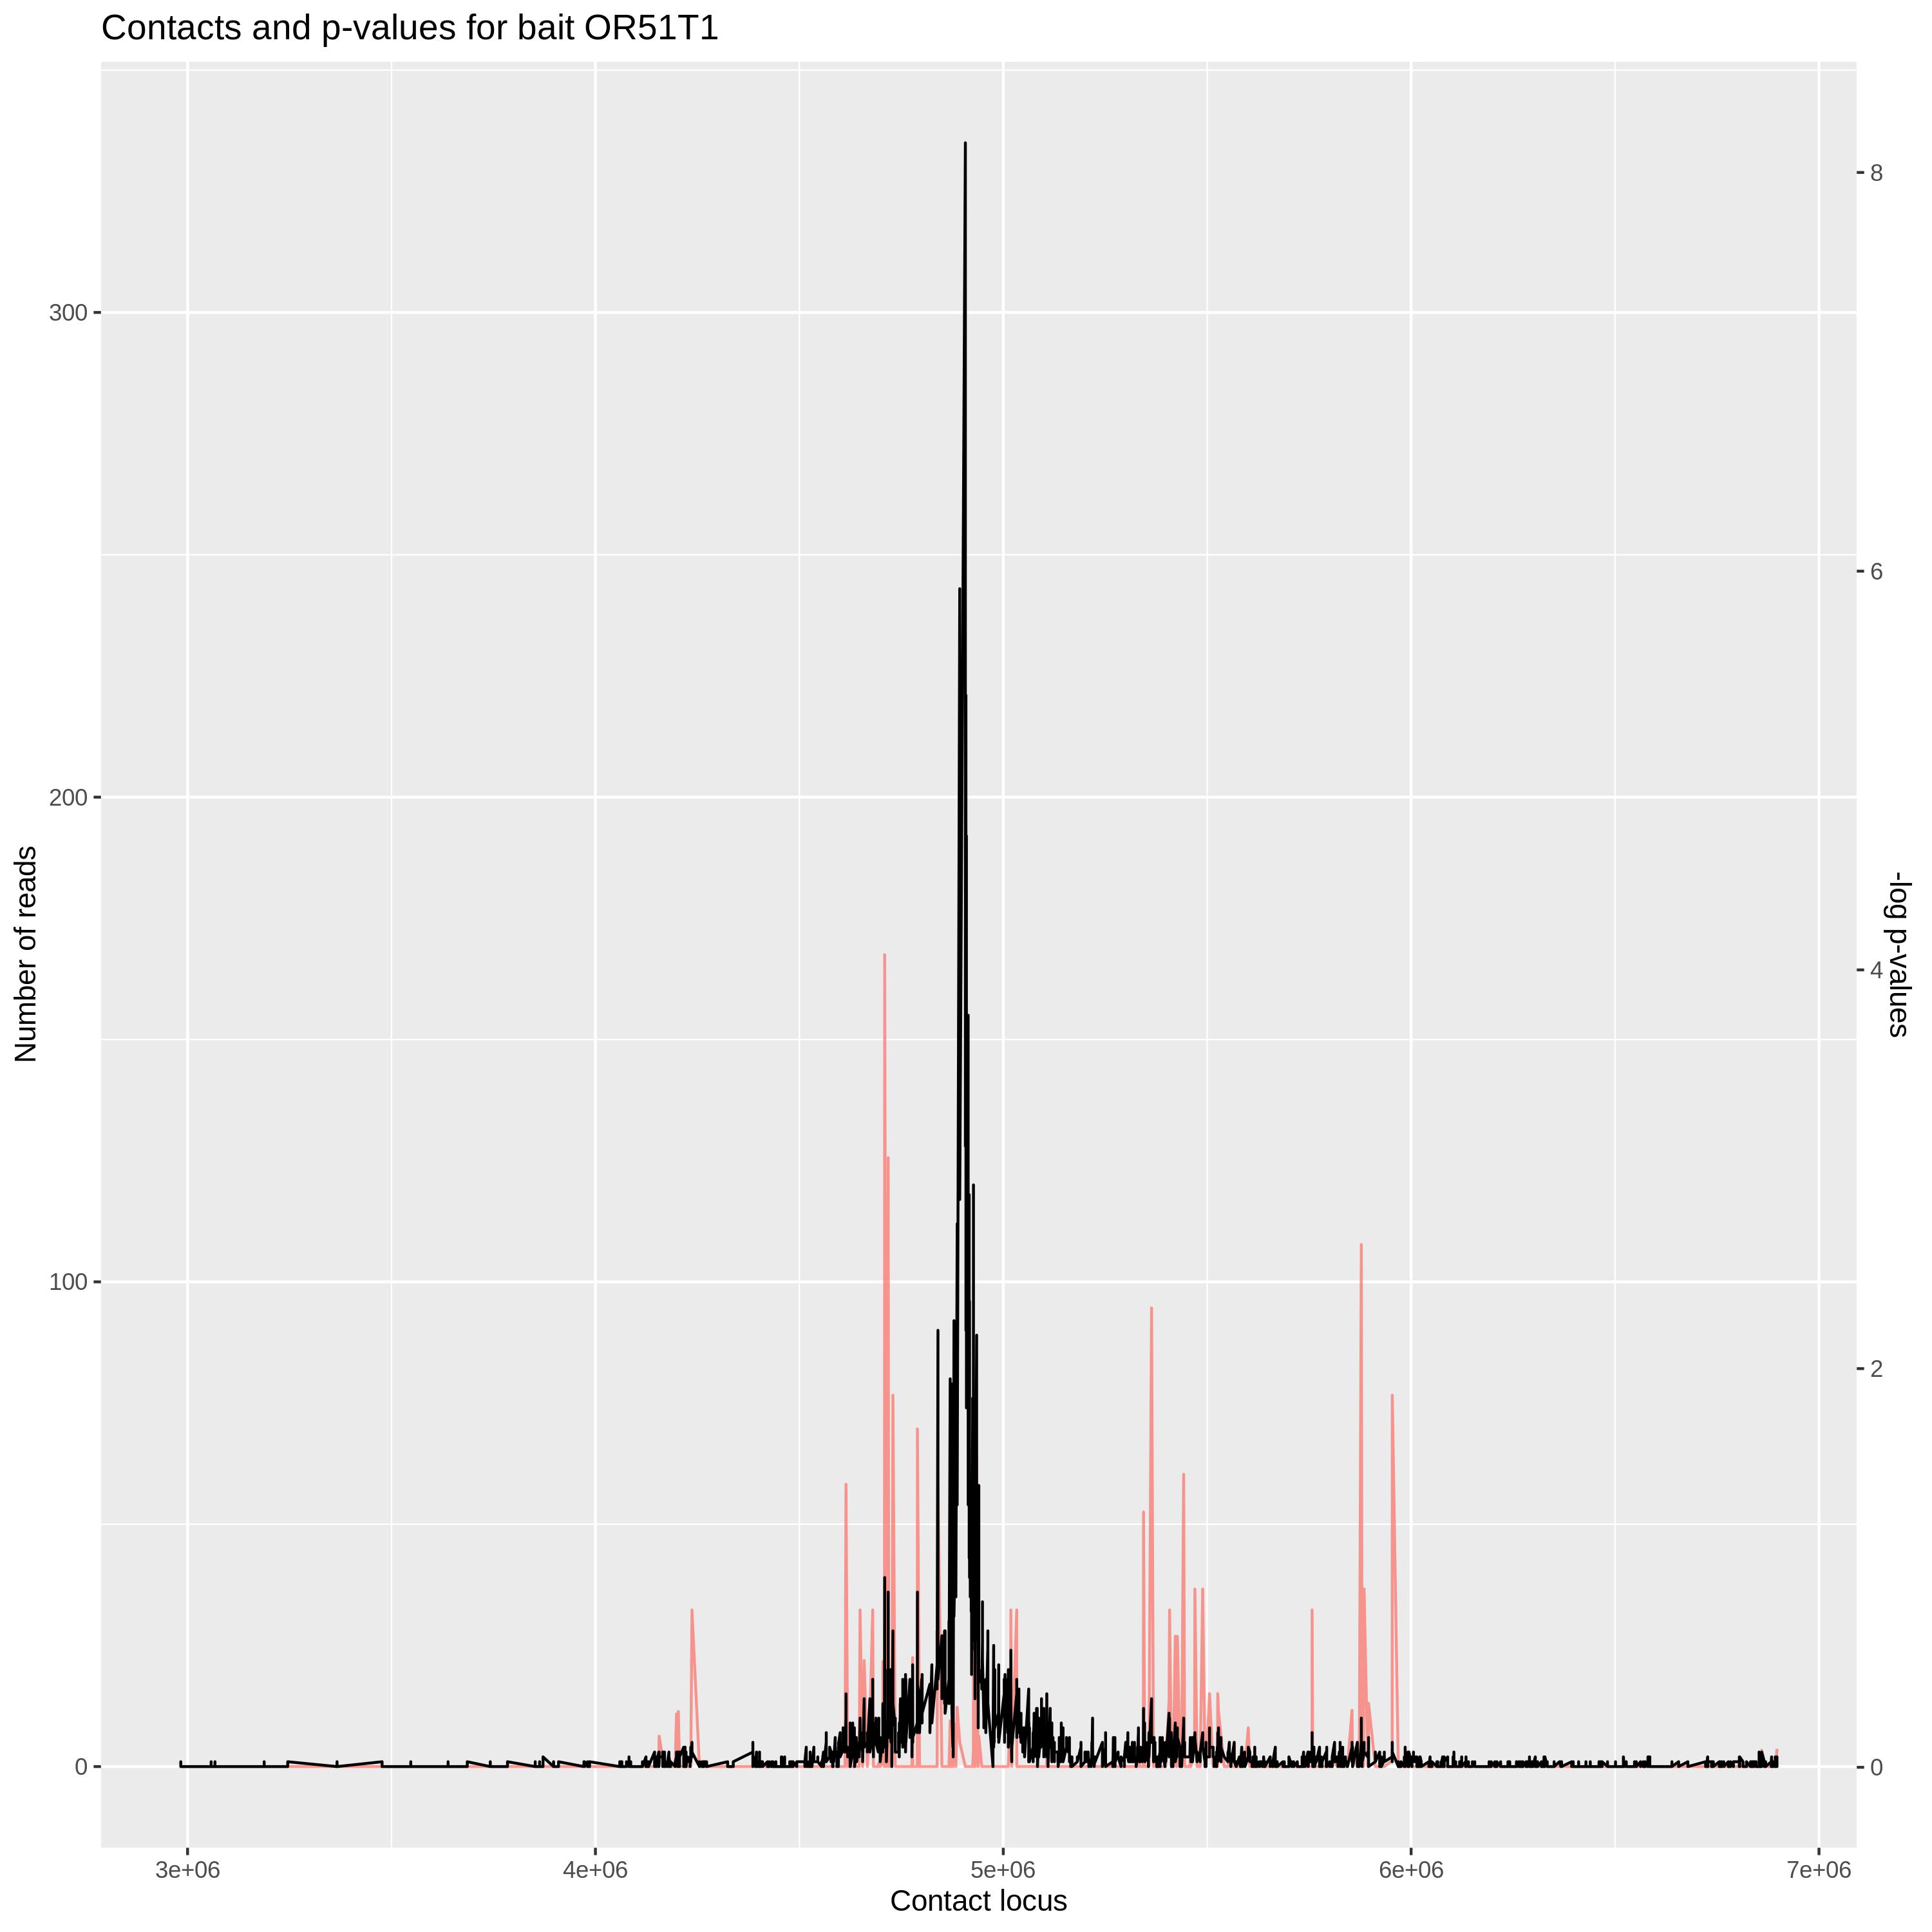 Contacts and p-values for bait OR51T1
Number of reads
300
200
100
0
8
6
4
2
0
-log p-values
3e+06 4e+06 5e+06 6e+06 7e+06
Contact locus